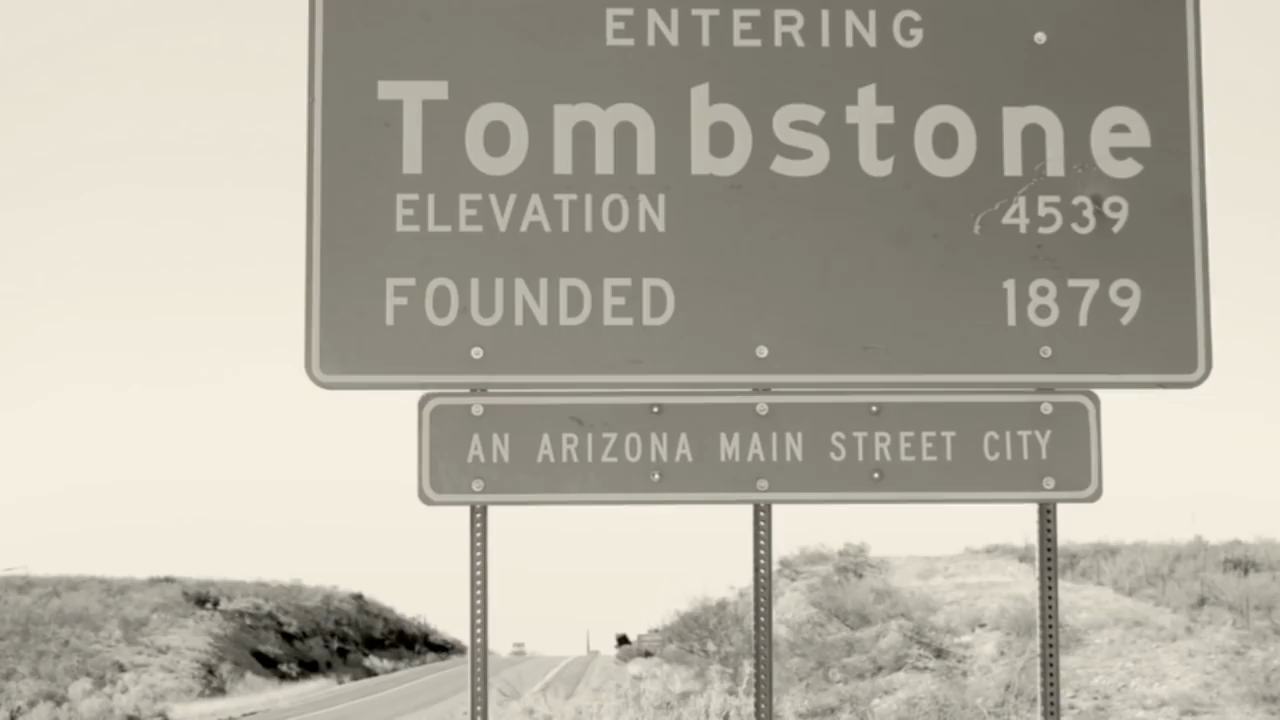 ENTERING
Tombstone
ELEVATION 4539
FOUNDED 1879
AN ARIZONA MAIN STREET CITY